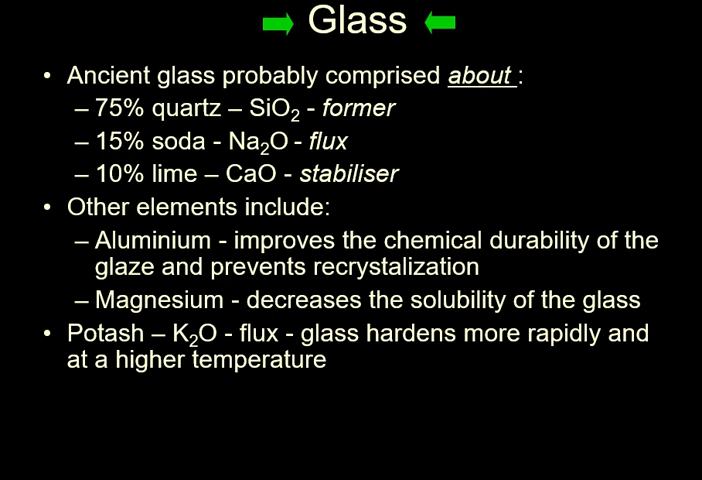 Glass
• Ancient glass probably comprised about :
– 75% quartz – SiO₂ - former
– 15% soda - Na₂O - flux
– 10% lime – CaO - stabiliser
• Other elements include:
– Aluminium - improves the chemical durability of the
glaze and prevents recrystalization
– Magnesium - decreases the solubility of the glass
• Potash – K₂O - flux - glass hardens more rapidly and
at a higher temperature